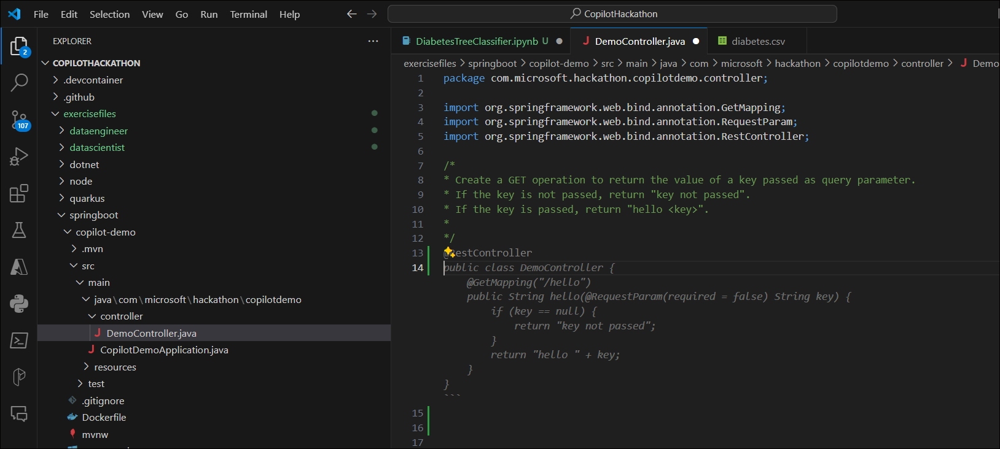 File Edit Selection View Go Run Terminal Help
CopilotHackathon
EXPLORER
2
107
COPILOTHACKATHON
.devcontainer
.github
exercisefiles
dataengineer
datascientist
dotnet
node
quarkus
springboot
copilot-demo
.mvn
src
main
java\com\microsoft\hackathon\copilotdemo
controller
J DemoController.java
J CopilotDemoApplication.java
resources
test
.gitignore
Dockerfile
mvnw
DiabetesTreeClassifier.ipynb U
J DemoController.java
diabetes.csv
exercisefiles > springboot > copilot-demo > src > main > java > com > microsoft > hackathon > copilotdemo > controller > J Demo
1 package com.microsoft.hackathon.copilotdemo.controller;
2
3 import org.springframework.web.bind.annotation.GetMapping;
4 import org.springframework.web.bind.annotation.RequestParam;
5 import org.springframework.web.bind.annotation.RestController;
6
7 /*
8 * Create a GET operation to return the value of a key passed as query parameter.
9 * If the key is not passed, return "key not passed".
10 * If the key is passed, return "hello <key>".
11 *
12 */
13 @RestController
14 public class DemoController {
@GetMapping("/hello")
public String hello(@RequestParam(required = false) String key) {
if (key == null) {
return "key not passed";
}
return "hello " + key;
}
}
```
15
16
17